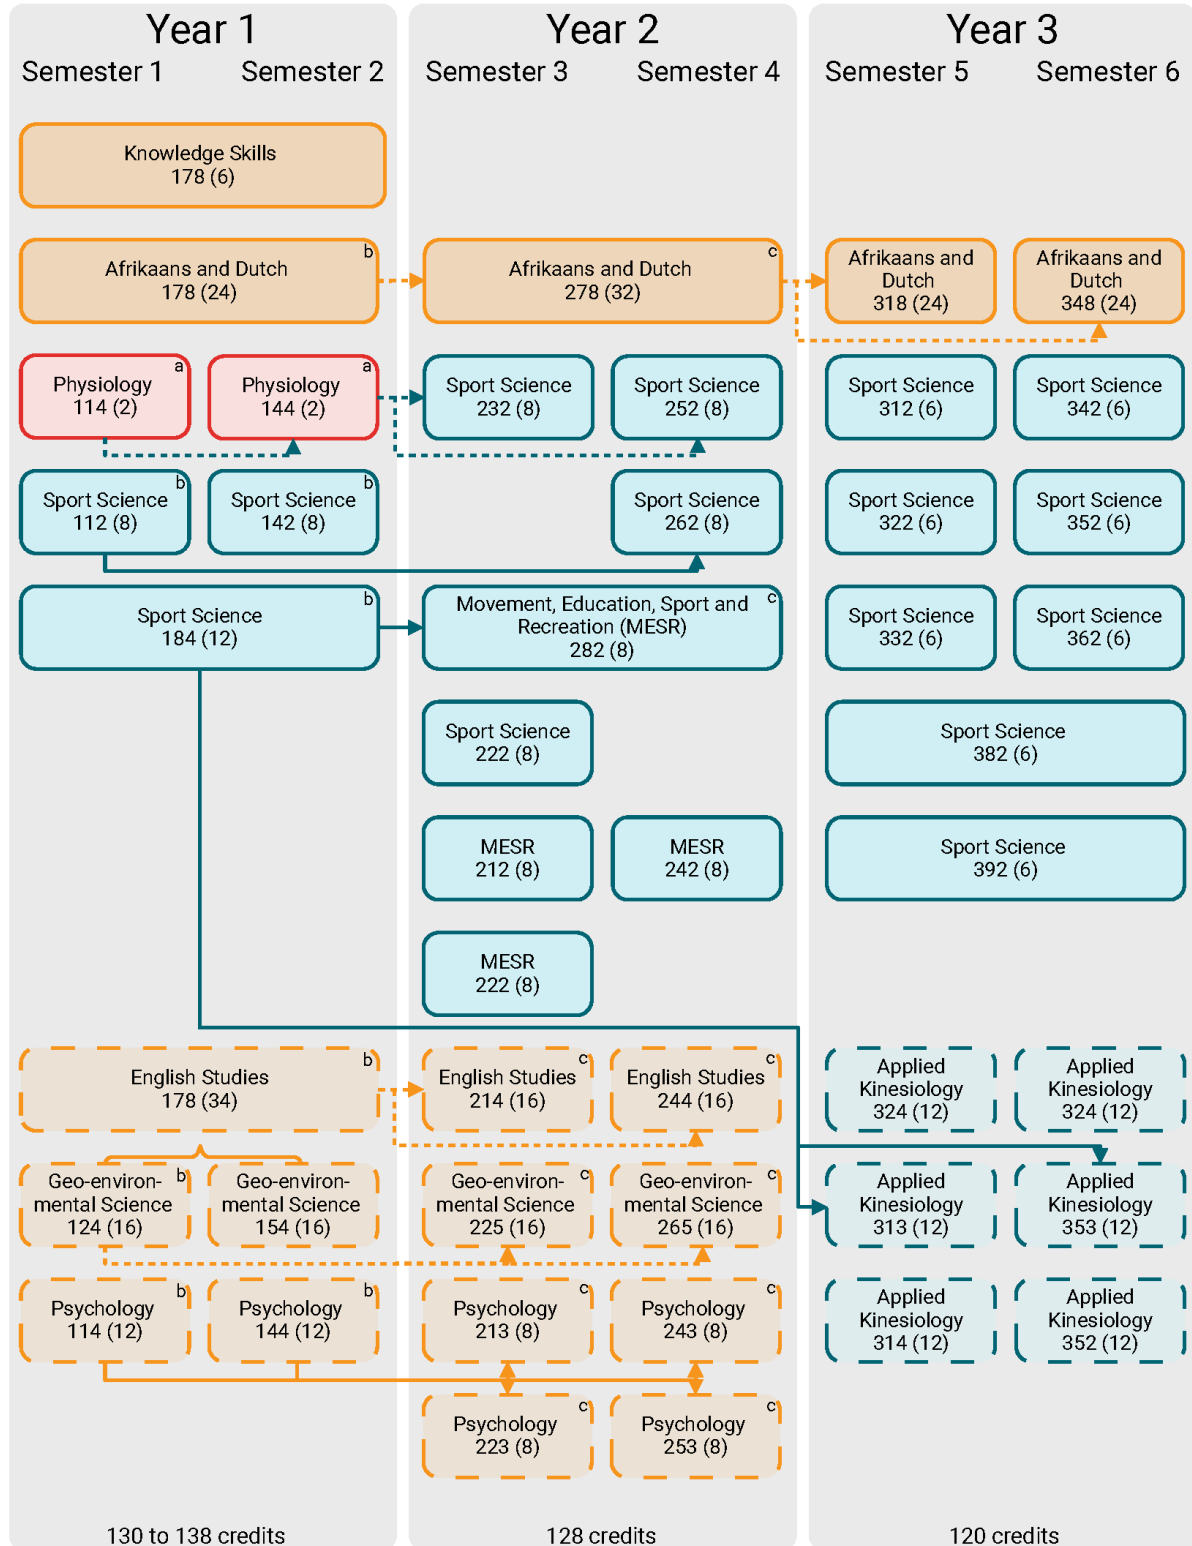 Year 1
Year 2
Year 3
Semester 1
Semester 2
Semester 3
Semester 4
Semester 5
Semester 6
Knowledge Skills
178 (6)
b
Afrikaans and Dutch
178 (24)
c
Afrikaans and Dutch
278 (32)
Afrikaans and
Dutch
318 (24)
Afrikaans and
Dutch
348 (24)
a
Physiology
114 (2)
a
Physiology
144 (2)
Sport Science
232 (8)
Sport Science
252 (8)
Sport Science
312 (6)
Sport Science
342 (6)
b
Sport Science
112 (8)
b
Sport Science
142 (8)
Sport Science
262 (8)
Sport Science
322 (6)
Sport Science
352 (6)
b
Sport Science
184 (12)
c
Movement, Education, Sport and
Recreation (MESR)
282 (8)
Sport Science
332 (6)
Sport Science
362 (6)
Sport Science
222 (8)
Sport Science
382 (6)
MESR
212 (8)
MESR
242 (8)
Sport Science
392 (6)
MESR
222 (8)
b
English Studies
178 (34)
c
English Studies
214 (16)
c
English Studies
244 (16)
Applied
Kinesiology
324 (12)
Applied
Kinesiology
324 (12)
b
Geo-environ-
mental Science
124 (16)
Geo-environ-
mental Science
154 (16)
c
Geo-environ-
mental Science
225 (16)
c
Geo-environ-
mental Science
265 (16)
Applied
Kinesiology
313 (12)
Applied
Kinesiology
353 (12)
b
Psychology
114 (12)
b
Psychology
144 (12)
c
Psychology
213 (8)
c
Psychology
243 (8)
Applied
Kinesiology
314 (12)
Applied
Kinesiology
352 (12)
c
Psychology
223 (8)
c
Psychology
253 (8)
130 to 138 credits
128 credits
120 credits